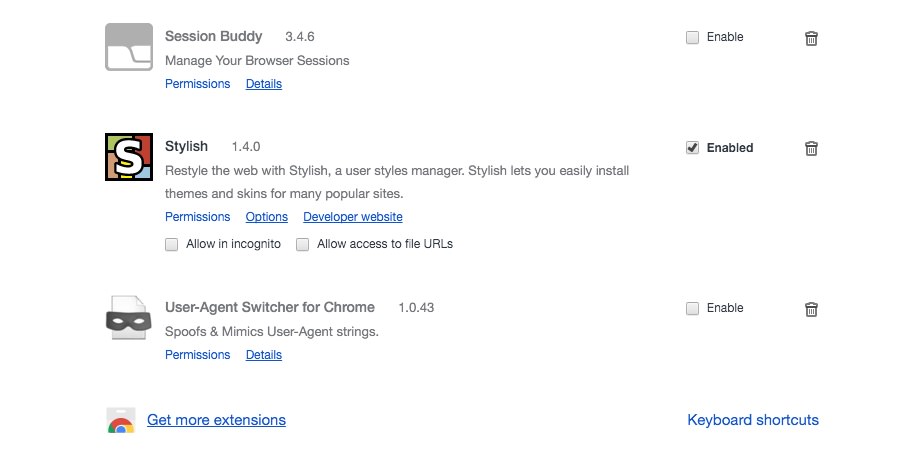 Session Buddy 3.4.6 Enable
Manage Your Browser Sessions
Permissions Details
S
Stylish 1.4.0 Enabled
Restyle the web with Stylish, a user styles manager. Stylish lets you easily install
themes and skins for many popular sites.
Permissions Options Developer website
Allow in incognito Allow access to file URLs
User-Agent Switcher for Chrome 1.0.43 Enable
Spoofs & Mimics User-Agent strings.
Permissions Details
Get more extensions Keyboard shortcuts